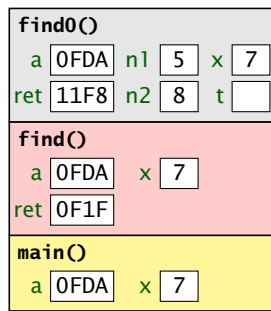 find0()
a 0FDA n1 5 x 7
ret 11F8 n2 8 t
find()
a 0FDA x 7
ret 0F1F
main()
a 0FDA x 7